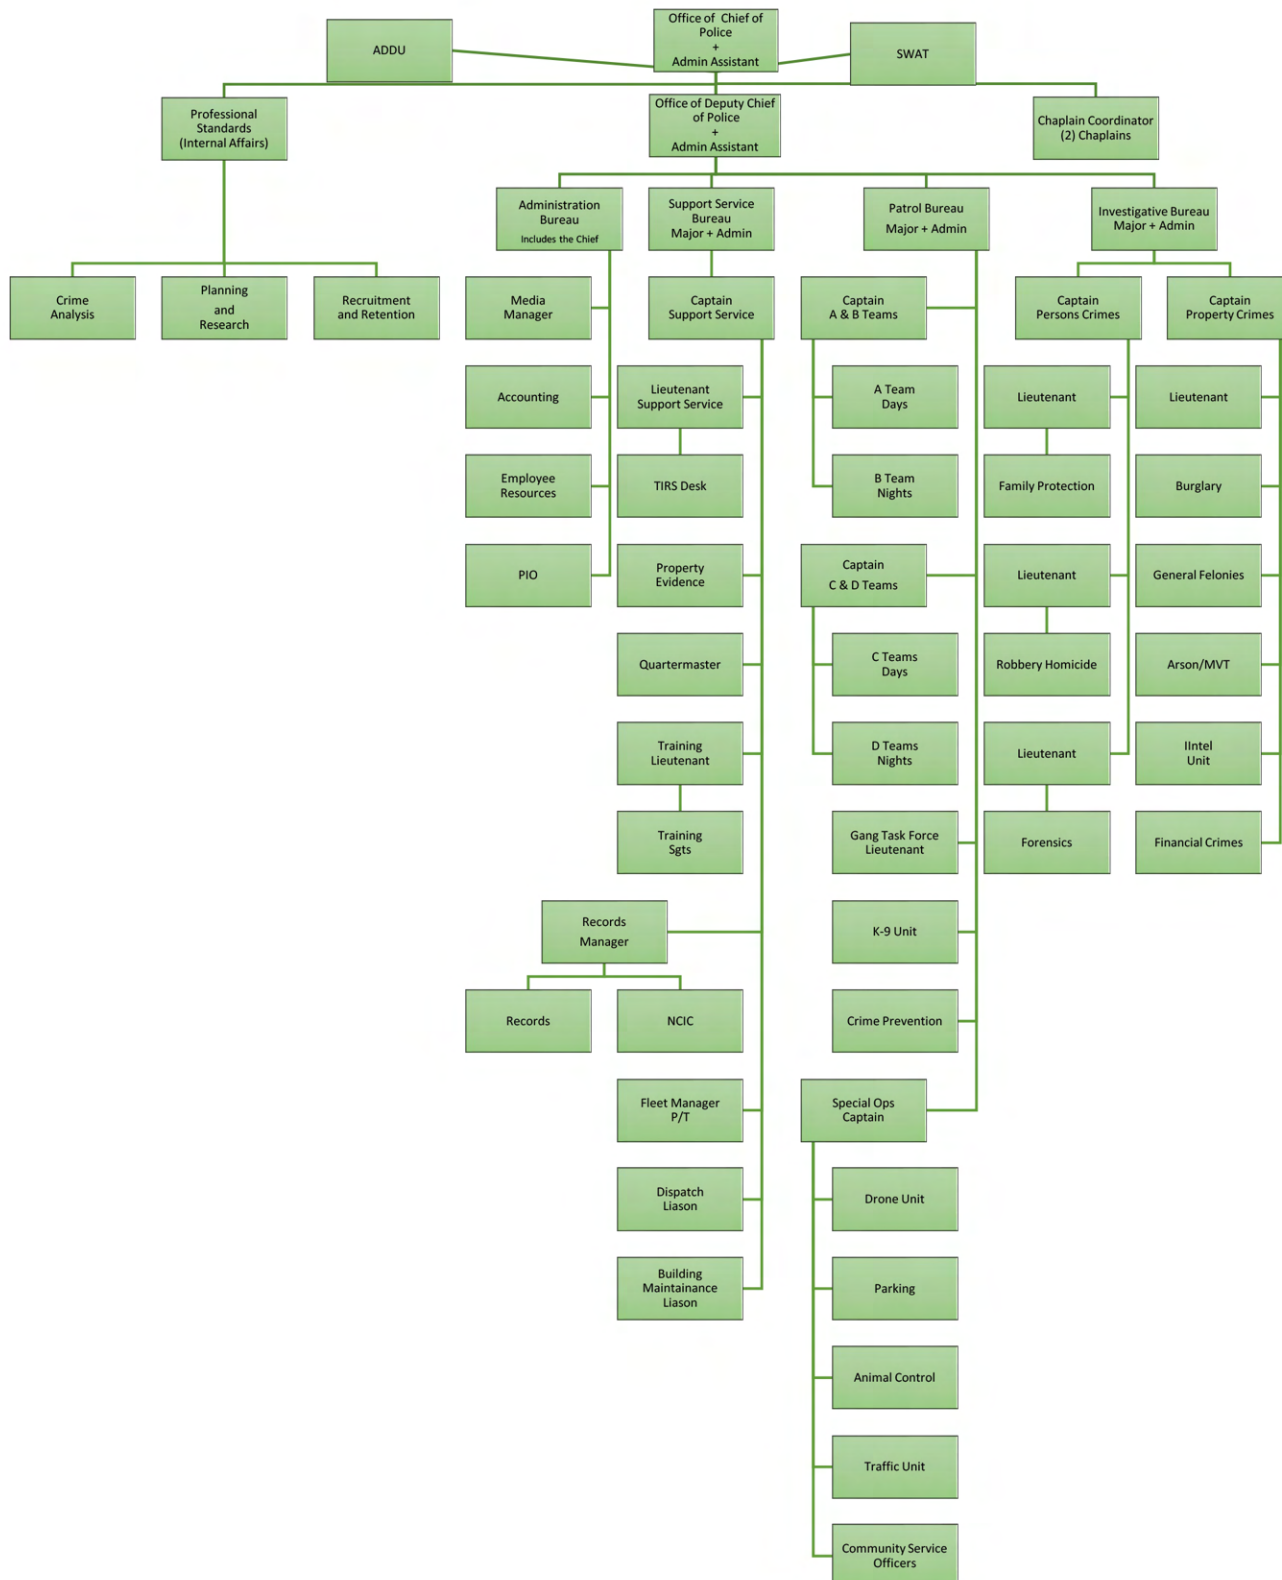 Office of  Chief of
Police
+
Admin Assistant
ADDU
SWAT
Professional
Standards
(Internal Affairs)
Office of Deputy Chief
of Police
+
Admin Assistant
Chaplain Coordinator
(2) Chaplains
Administration
Bureau
Includes the Chief
Support Service
Bureau
Major + Admin
Patrol Bureau
Major + Admin
Investigative Bureau
Major + Admin
Crime
Analysis
Planning
and
Research
Recruitment
and Retention
Media
Manager
Captain
Support Service
Captain
A & B Teams
Captain
Persons Crimes
Captain
Property Crimes
Accounting
Lieutenant
Support Service
A Team
Days
Lieutenant
Lieutenant
Employee
Resources
TIRS Desk
B Team
Nights
Family Protection
Burglary
PIO
Property
Evidence
Captain
C & D Teams
Lieutenant
General Felonies
Quartermaster
C Teams
Days
Robbery Homicide
Arson/MVT
Training
Lieutenant
D Teams
Nights
Lieutenant
IIntel
Unit
Training
Sgts
Gang Task Force
Lieutenant
Forensics
Financial Crimes
Records
Manager
K-9 Unit
Records
NCIC
Crime Prevention
Fleet Manager
P/T
Special Ops
Captain
Dispatch
Liason
Drone Unit
Building
Maintainance
Liason
Parking
Animal Control
Traffic Unit
Community Service
Officers